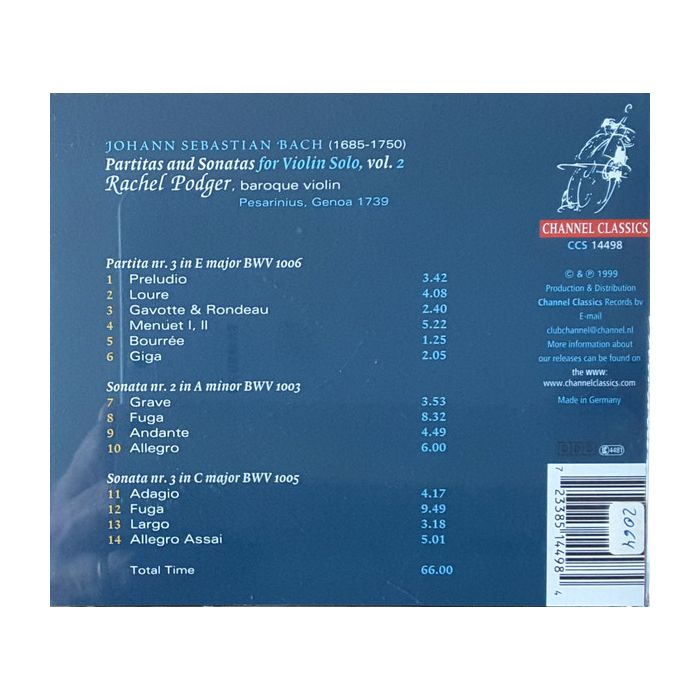 JOHANN SEBASTIAN BACH (1685-1750)
Partitas and Sonatas for Violin Solo, vol. 2
Rachel Podger, baroque violin
Pesarinius, Genoa 1739
CHANNEL CLASSICS
CCS 14498
Partita nr. 3 in E major BWV 1006
1 Preludio 3.42
2 Loure 4.08
3 Gavotte & Rondeau 2.40
4 Menuet I, II 5.22
5 Bourrée 1.25
6 Giga 2.05
Sonata nr. 2 in A minor BWV 1003
7 Grave 3.53
8 Fuga 8.32
9 Andante 4.49
10 Allegro 6.00
Sonata nr. 3 in C major BWV 1005
11 Adagio 4.17
12 Fuga 9.49
13 Largo 3.18
14 Allegro Assai 5.01
Total Time 66.00
© & ℗ 1999
Production & Distribution
Channel Classics Records bv
E-mail
clubchannel@channel.nl
More information about
our releases can be found on
the WWW:
www.channelclassics.com
Made in Germany
DDD
4481
7 23385 14498 4
2064